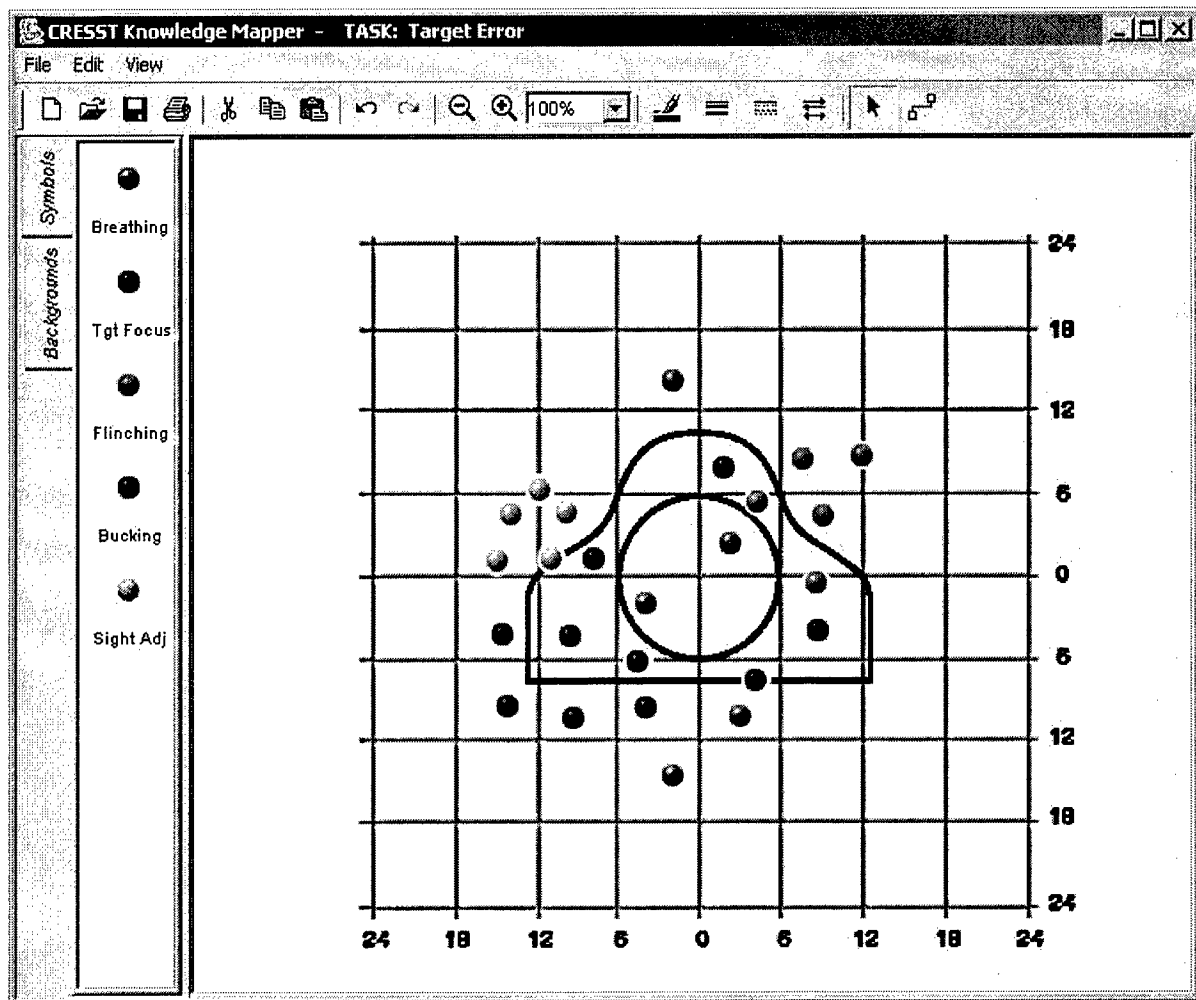 CRESST Knowledge Mapper - TASK: Target Error
File Edit View
100%
Symbols
Backgrounds
Breathing
Tgt Focus
Flinching
Bucking
Sight Adj
24
18
12
6
0
6
12
18
24
24 18 12 6 0 6 12 18 24